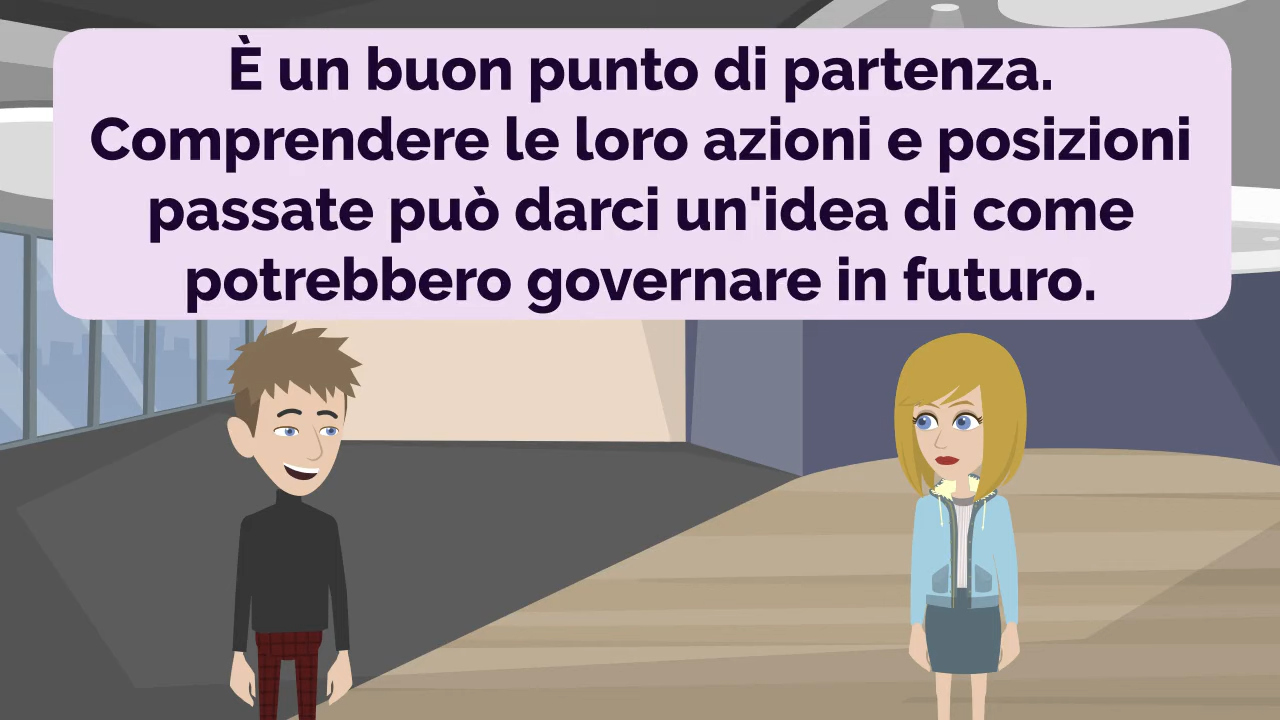 È un buon punto di partenza.
Comprendere le loro azioni e posizioni
passate può darci un'idea di come
potrebbero governare in futuro.